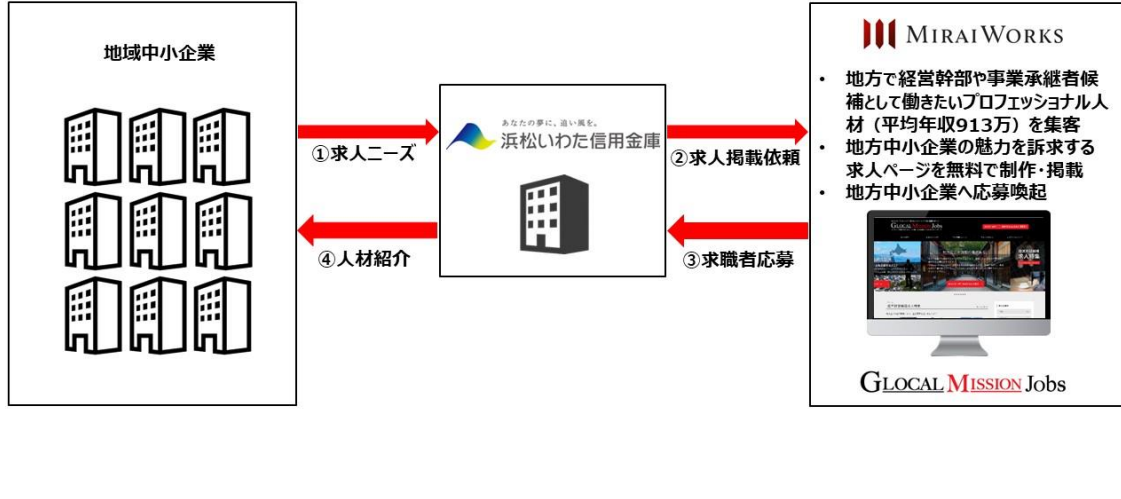 地域中小企業
①求人ニーズ
④人材紹介
あなたの夢に、追い風を。
浜松いわた信用金庫
②求人掲載依頼
③求職者応募
MIRAIWORKS
• 地方で経営幹部や事業承継者候
補として働きたいプロフェッショナル人
材（平均年収913万）を集客
• 地方中小企業の魅力を訴求する
求人ページを無料で制作・掲載
• 地方中小企業へ応募喚起
GLOCAL MISSION Jobs
GLOCAL MISSION Jobs